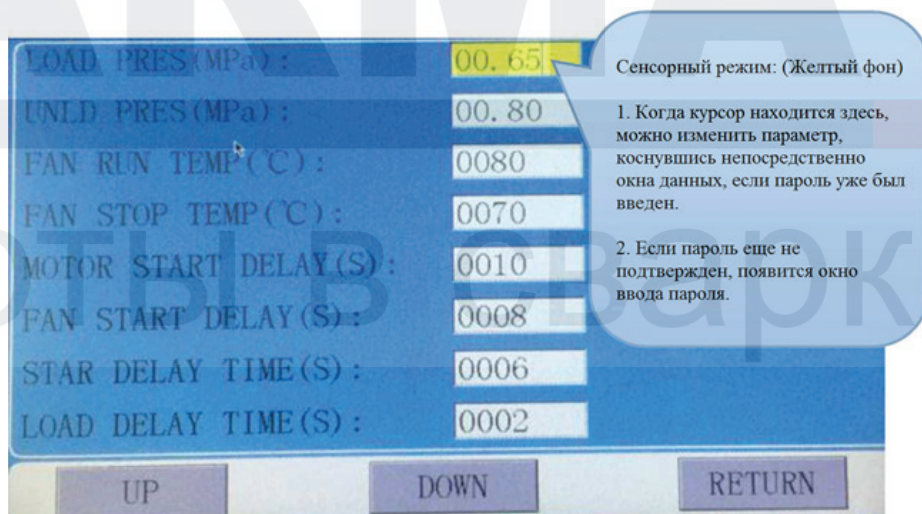 LOAD PRES(MPa): 00.65
UNLD PRES(MPa): 00.80
FAN RUN TEMP(℃): 0080
FAN STOP TEMP(℃): 0070
MOTOR START DELAY(S): 0010
FAN START DELAY(S): 0008
STAR DELAY TIME(S): 0006
LOAD DELAY TIME(S): 0002
UP DOWN RETURN
Сенсорный режим: (Желтый фон)
1. Когда курсор находится здесь,
можно изменить параметр,
коснувшись непосредственно
окна данных, если пароль уже был
введен.
2. Если пароль еще не
подтвержден, появится окно
ввода пароля.